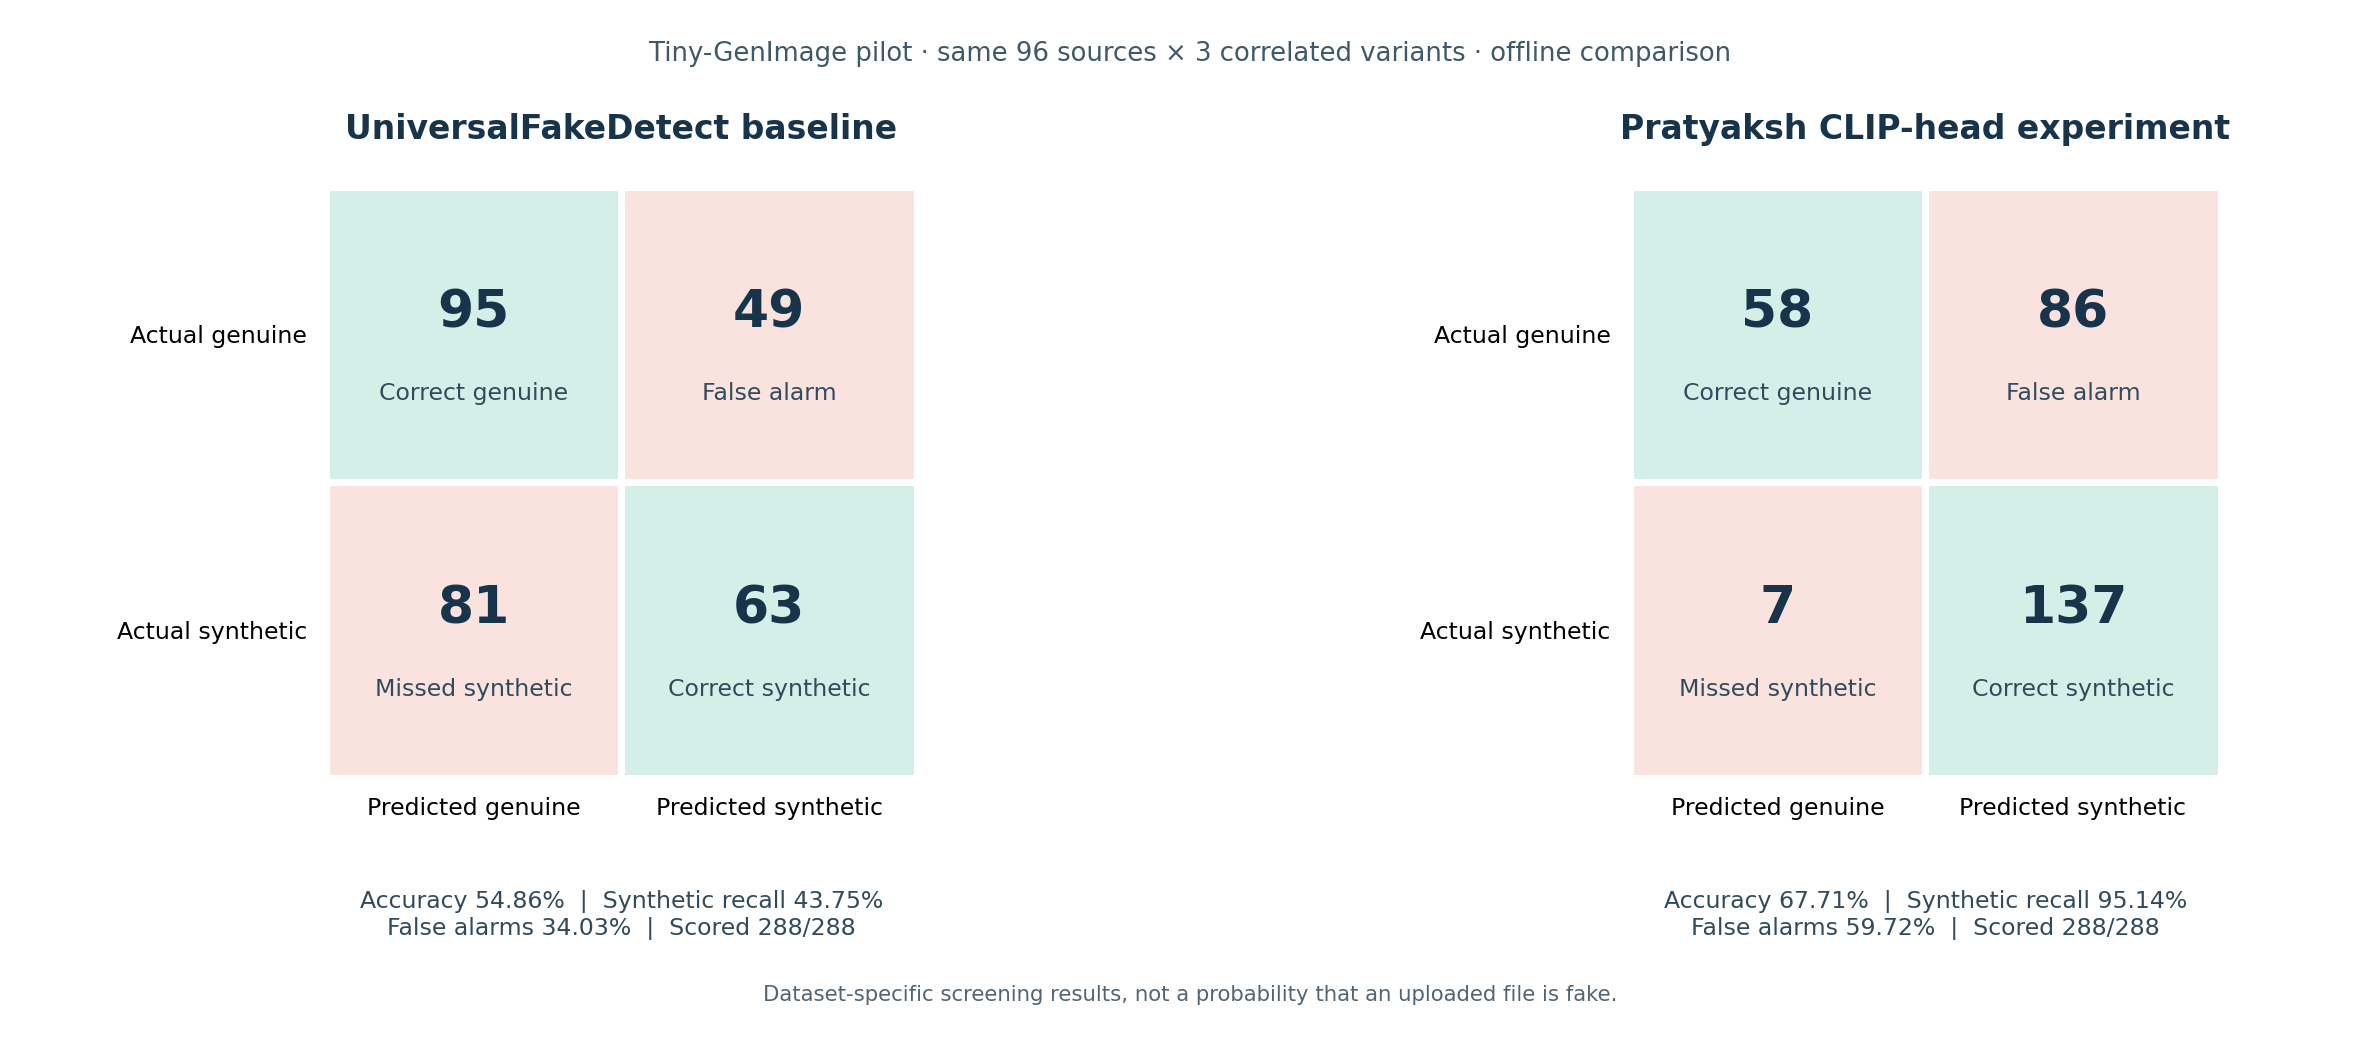 Tiny-GenImage pilot · same 96 sources × 3 correlated variants · offline comparison
UniversalFakeDetect baseline
95
49
Actual genuine
Correct genuine
False alarm
81
63
Actual synthetic
Missed synthetic
Correct synthetic
Predicted genuine
Predicted synthetic
Accuracy 54.86% | Synthetic recall 43.75%
False alarms 34.03% | Scored 288/288
Pratyaksh CLIP-head experiment
58
86
Actual genuine
Correct genuine
False alarm
7
137
Actual synthetic
Missed synthetic
Correct synthetic
Predicted genuine
Predicted synthetic
Accuracy 67.71% | Synthetic recall 95.14%
False alarms 59.72% | Scored 288/288
Dataset-specific screening results, not a probability that an uploaded file is fake.